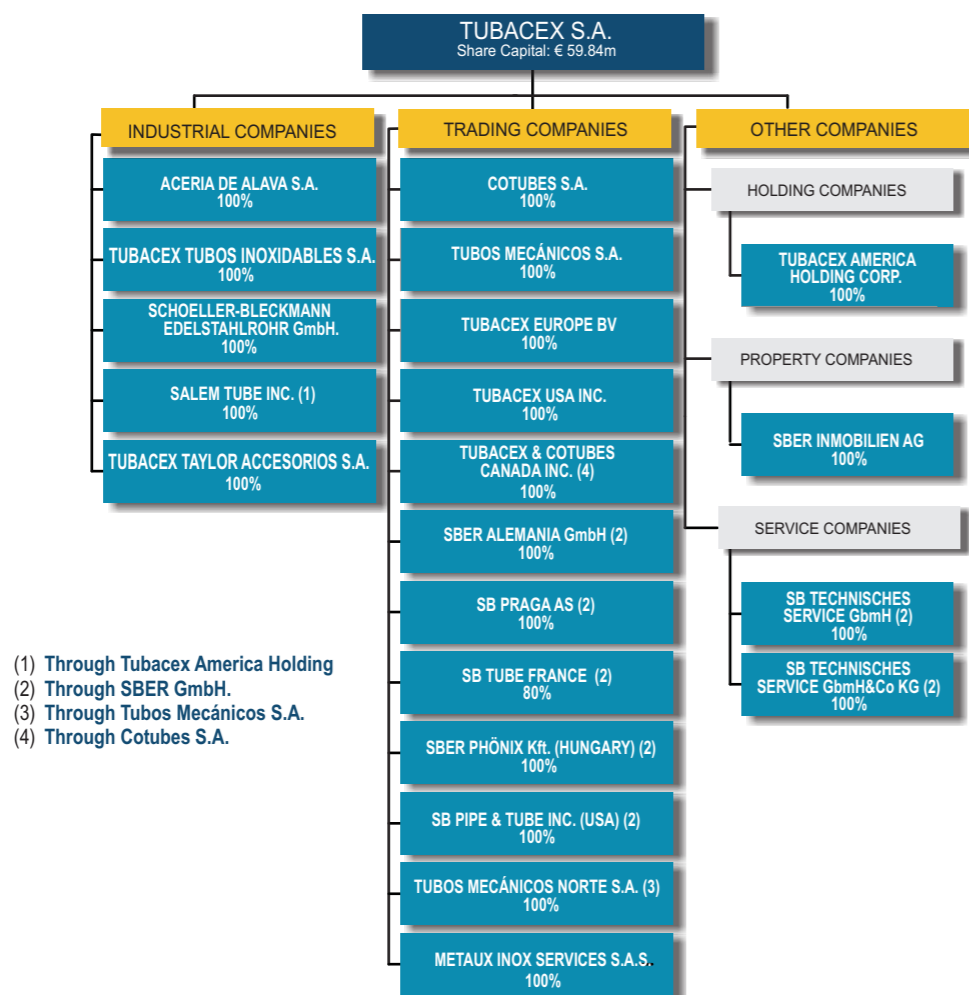 TUBACEX S.A.
Share Capital: € 59.84m
INDUSTRIAL COMPANIES
ACERIA DE ALAVA S.A.
100%
TUBACEX TUBOS INOXIDABLES S.A.
100%
SCHOELLER-BLECKMANN
EDELSTAHLROHR GmbH.
100%
SALEM TUBE INC. (1)
100%
TUBACEX TAYLOR ACCESORIOS S.A.
100%
TRADING COMPANIES
COTUBES S.A.
100%
TUBOS MECÁNICOS S.A.
100%
TUBACEX EUROPE BV
100%
TUBACEX USA INC.
100%
TUBACEX & COTUBES
CANADA INC. (4)
100%
SBER ALEMANIA GmbH (2)
100%
SB PRAGA AS (2)
100%
SB TUBE FRANCE (2)
80%
SBER PHÖNIX Kft. (HUNGARY) (2)
100%
SB PIPE & TUBE INC. (USA) (2)
100%
TUBOS MECÁNICOS NORTE S.A. (3)
100%
METAUX INOX SERVICES S.A.S..
100%
OTHER COMPANIES
HOLDING COMPANIES
TUBACEX AMERICA
HOLDING CORP.
100%
PROPERTY COMPANIES
SBER INMOBILIEN AG
100%
SERVICE COMPANIES
SB TECHNISCHES
SERVICE GbmH (2)
100%
SB TECHNISCHES
SERVICE GbmH&Co KG (2)
100%
(1) Through Tubacex America Holding
(2) Through SBER GmbH.
(3) Through Tubos Mecánicos S.A.
(4) Through Cotubes S.A.